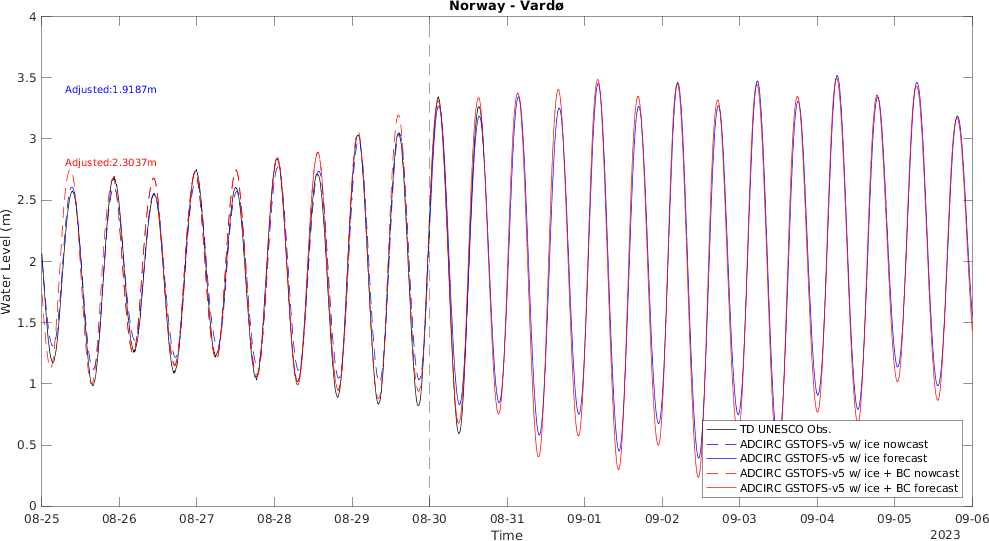 Norway - Vardø
4
3.5
3
2.5
2
1.5
1
0.5
0
Water Level (m)
Adjusted:1.9187m
Adjusted:2.3037m
TD UNESCO Obs.
ADCIRC GSTOFS-v5 w/ ice nowcast
ADCIRC GSTOFS-v5 w/ ice forecast
ADCIRC GSTOFS-v5 w/ ice + BC nowcast
ADCIRC GSTOFS-v5 w/ ice + BC forecast
08-25 08-26 08-27 08-28 08-29 08-30 08-31 09-01 09-02 09-03 09-04 09-05 09-06
Time
2023